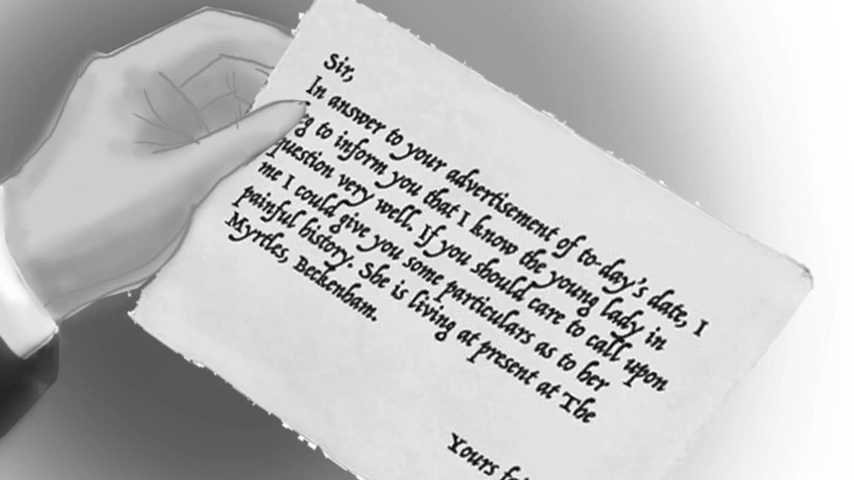 Sir,
In answer to your advertisement of to-day's date, I
to inform you that I know the young lady in
question very well. If you should care to call upon
me I could give you some particulars as to her
painful history. She is living at present at The
Myrtles, Beckenham.
Yours